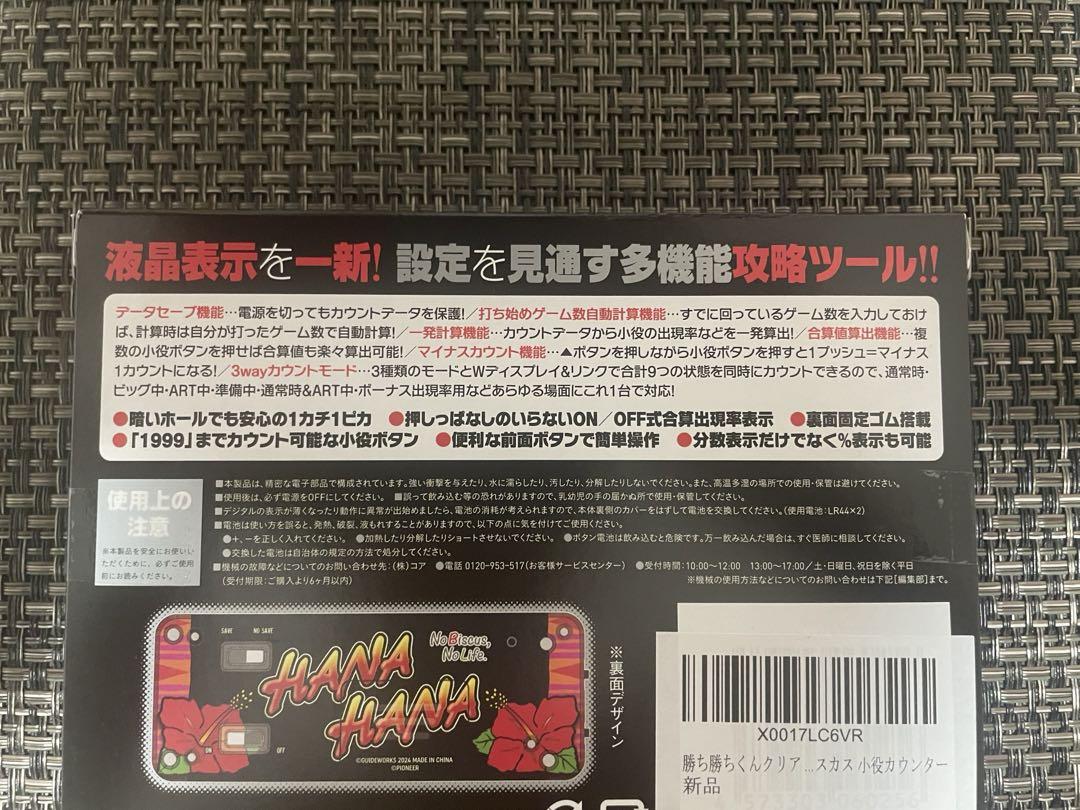 液晶表示を一新! 設定を見通す多機能攻略ツール!!
データセーブ機能…電源を切ってもカウントデータを保護!／打ち始めゲーム数自動計算機能…すでに回っているゲーム数を入力しておけ
ば、計算時は自分が打ったゲーム数で自動計算!／一発計算機能…カウントデータから小役の出現率などを一発算出!／合算値算出機能…複
数の小役ボタンを押せば合算値も楽々算出可能!／マイナスカウント機能…▲ボタンを押しながら小役ボタンを押すと1プッシュ=マイナス
1カウントになる!／3wayカウントモード…3種類のモードとWディスプレイ&リンクで合計9つの状態を同時にカウントできるので、通常時・
ビッグ中・ART中・準備中・通常時&ART中・ボーナス出現率用などあらゆる場面にこれ1台で対応!
●暗いホールでも安心の1カチ1ピカ ●押しっぱなしのいらないON／OFF式合算出現率表示 ●裏面固定ゴム搭載
●「1999」までカウント可能な小役ボタン ●便利な前面ボタンで簡単操作 ●分数表示だけでなく%表示も可能
使用上の
注意
※本製品を安全にお使いい
ただくために、必ずご使用
前にお読みください。
■本製品は、精密な電子部品で構成されています。強い衝撃を与えたり、水に濡らしたり、汚したり、分解したりしないでください。また、高温多湿の場所での使用・保管は避けてください。
■使用後は、必ず電源をOFFにしてください。 ■誤って飲み込む等の恐れがありますので、乳幼児の手の届かぬ所で使用・保管してください。
■デジタルの表示が薄くなったり動作に異常が出始めましたら、電池の消耗が考えられますので、本体裏側のカバーをはずして電池を交換してください。(使用電池:LR44×2)
■電池は使い方を誤ると、発熱、破裂、液もれすることがありますので、以下の点に気を付けてご使用ください。
●+、-を正しく入れてください。 ●加熱したり分解したりショートさせないでください。 ●ボタン電池は飲み込むと危険です。万一飲み込んだ場合は、すぐ医師に相談してください。
●交換した電池は自治体の規定の方法で処分してください。
■機械の故障などについてのお問い合わせ先:(株)コア ●電話 0120-953-517(お客様サービスセンター) ●受付時間:10:00〜12:00 13:00〜17:00／土・日曜日、祝日を除く平日
(受付期限:ご購入より6ヶ月以内) ※機械の使用方法などについてのお問い合わせは下記[編集部]まで。
SAVE NO SAVE
HANA
HANA
No Biscus,
No Life.
ON OFF
©GUIDEWORKS 2024 MADE IN CHINA
©PIONEER
※裏面デザイン
X0017LC6VR
勝ち勝ちくんクリア ...スカス 小役カウンター
新品